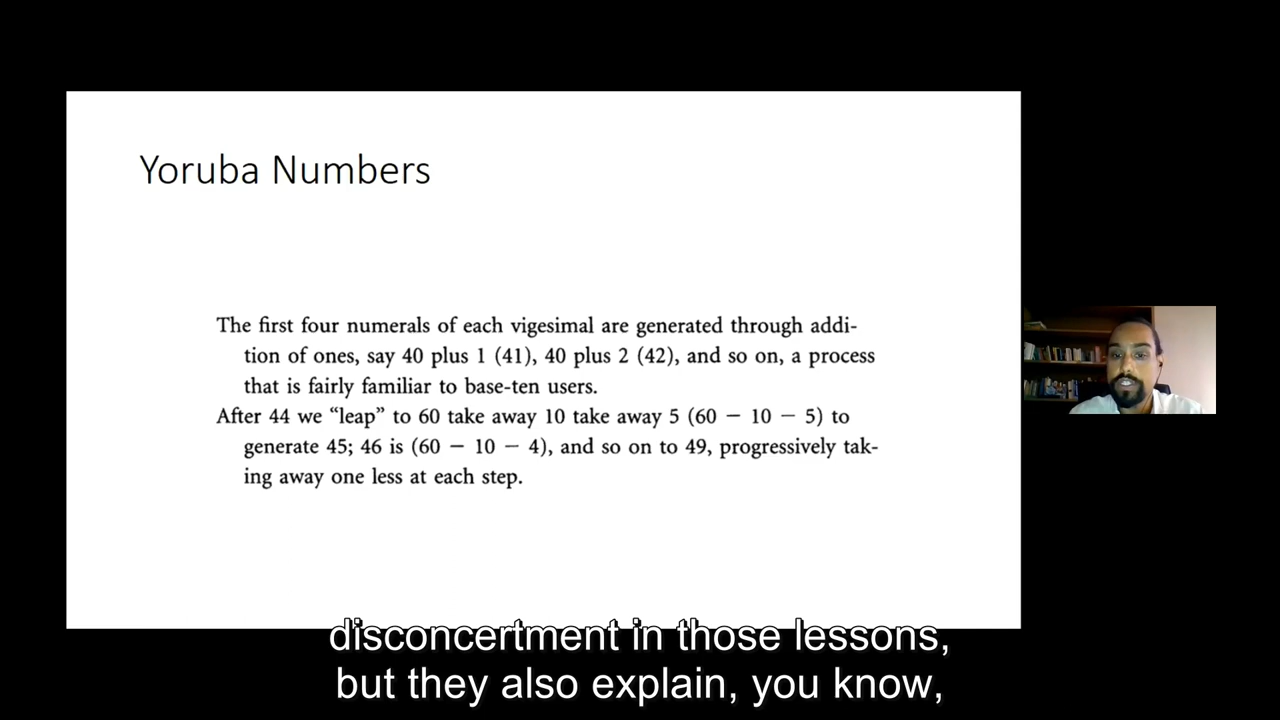 Yoruba Numbers
The first four numerals of each vigesimal are generated through addi-
tion of ones, say 40 plus 1 (41), 40 plus 2 (42), and so on, a process
that is fairly familiar to base-ten users.
After 44 we “leap” to 60 take away 10 take away 5 (60 − 10 − 5) to
generate 45; 46 is (60 − 10 − 4), and so on to 49, progressively tak-
ing away one less at each step.
disconcertment in those lessons,
but they also explain, you know,